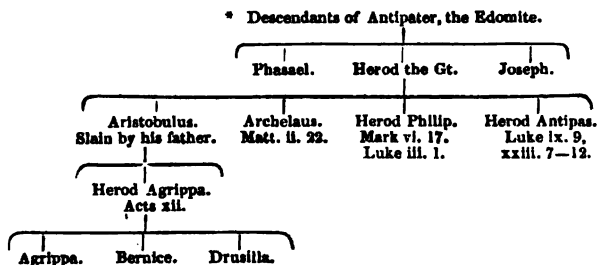 * Descendants of Antipater, the Edomite.
Phasael. Herod the Gt. Joseph.
Aristobulus. Archelaus. Herod Philip. Herod Antipas.
Slain by his father. Matt. ii. 22. Mark vi. 17. Luke ix. 9,
Luke iii. 1. xxiii. 7—12.
Herod Agrippa.
Acts xii.
Agrippa. Bernice. Drusilla.